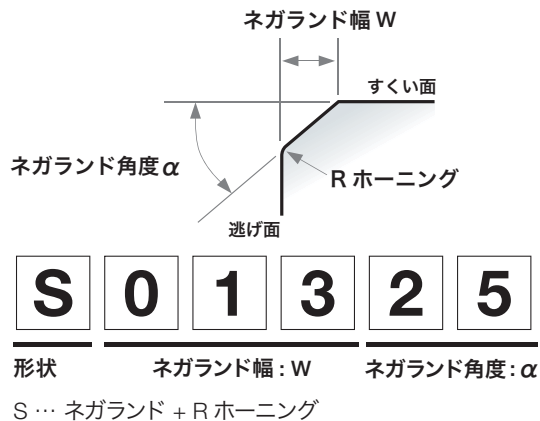 ネガランド幅 W
すくい面
ネガランド角度α
R ホーニング
逃げ面
S 0 1 3 2 5
形状 ネガランド幅 : W ネガランド角度 : α
S … ネガランド + R ホーニング